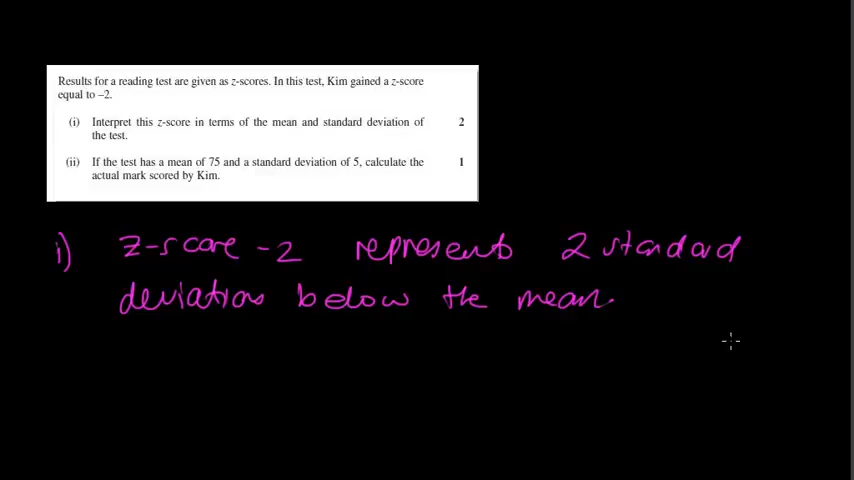 Results for a reading test are given as z-scores. In this test, Kim gained a z-score
equal to –2.
(i) Interpret this z-score in terms of the mean and standard deviation of 2
the test.
(ii) If the test has a mean of 75 and a standard deviation of 5, calculate the 1
actual mark scored by Kim.
i) z-score -2 represents 2 standard
deviations below the mean.